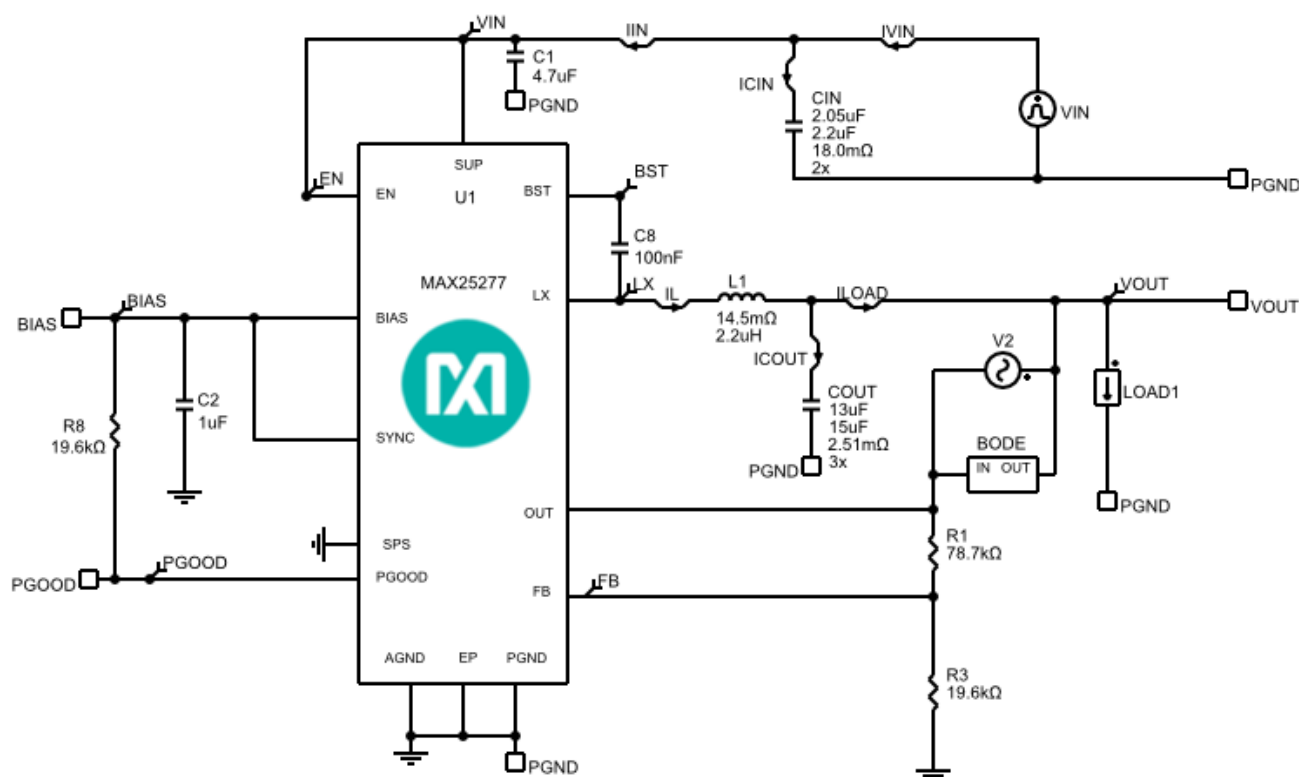 VIN
IIN
IVIN
C1
4.7uF
PGND
ICIN
CIN
2.05uF
2.2uF
18.0mΩ
2x
VIN
PGND
SUP
EN
EN
U1
BST
BST
C8
100nF
MAX25277
LX
LX
IL
L1
14.5mΩ
2.2uH
ILOAD
VOUT
VOUT
BIAS
BIAS
BIAS
V2
ICOUT
COUT
13uF
15uF
2.51mΩ
3x
PGND
LOAD1
C2
1uF
R8
19.6kΩ
SYNC
BODE
IN OUT
PGND
OUT
R1
78.7kΩ
SPS
PGOOD
PGOOD
PGOOD
FB
FB
AGND
EP
PGND
R3
19.6kΩ
PGND